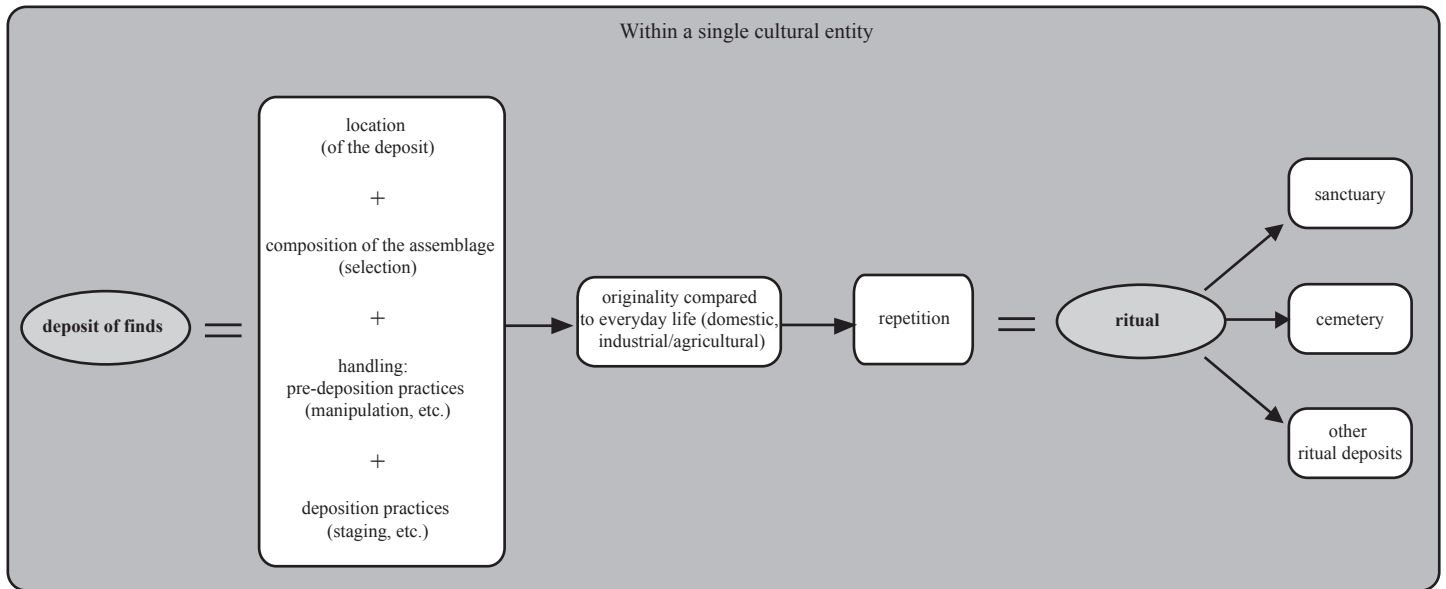 Within a single cultural entity
deposit of finds
=
location
(of the deposit)
+
composition of the assemblage
(selection)
+
handling:
pre-deposition practices
(manipulation, etc.)
+
deposition practices
(staging, etc.)
originality compared
to everyday life (domestic,
industrial/agricultural)
repetition
=
ritual
sanctuary
cemetery
other
ritual deposits